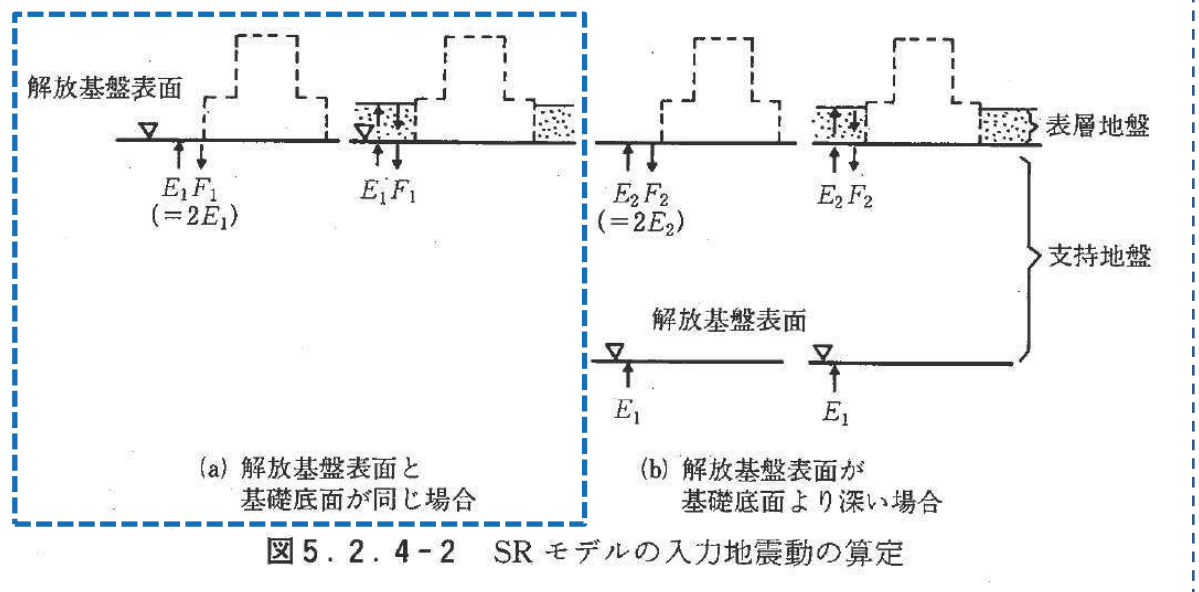 解放基盤表面
E₁ F₁
(=2E₁)
E₁ F₁
(a) 解放基盤表面と
基礎底面が同じ場合
E₂ F₂
(=2E₂)
E₂ F₂
表層地盤
支持地盤
解放基盤表面
E₁
E₁
(b) 解放基盤表面が
基礎底面より深い場合
図5.2.4-2 SRモデルの入力地震動の算定